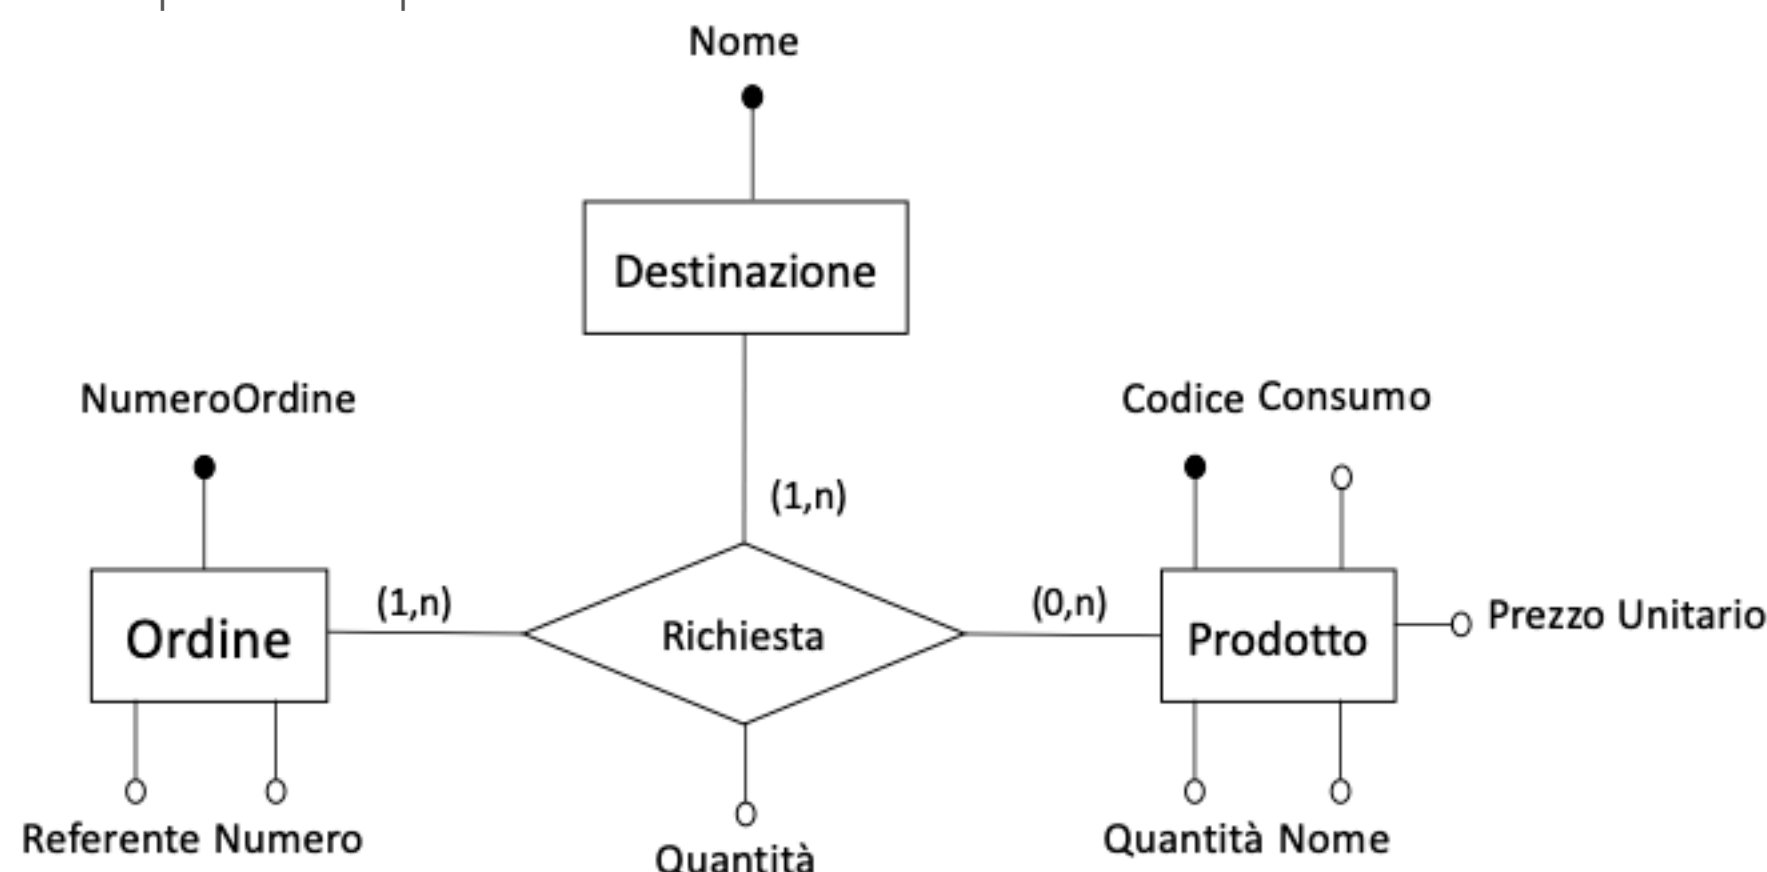 Nome
Destinazione
NumeroOrdine
Codice Consumo
(1,n)
(1,n)
(0,n)
Prezzo Unitario
Ordine
Richiesta
Prodotto
Referente Numero
Quantità
Quantità Nome